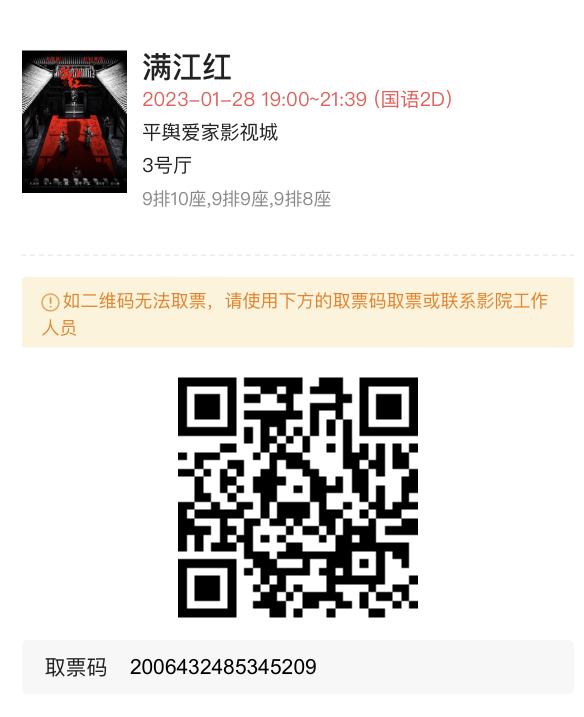 满江红
2023-01-28 19:00~21:39 (国语2D)
平舆爱家影视城
3号厅
9排10座,9排9座,9排8座
如二维码无法取票，请使用下方的取票码取票或联系影院工作
人员
取票码 2006432485345209